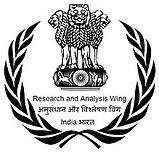 Research and Analysis Wing
अनुसंधान और विश्लेषण विंग
India भारत